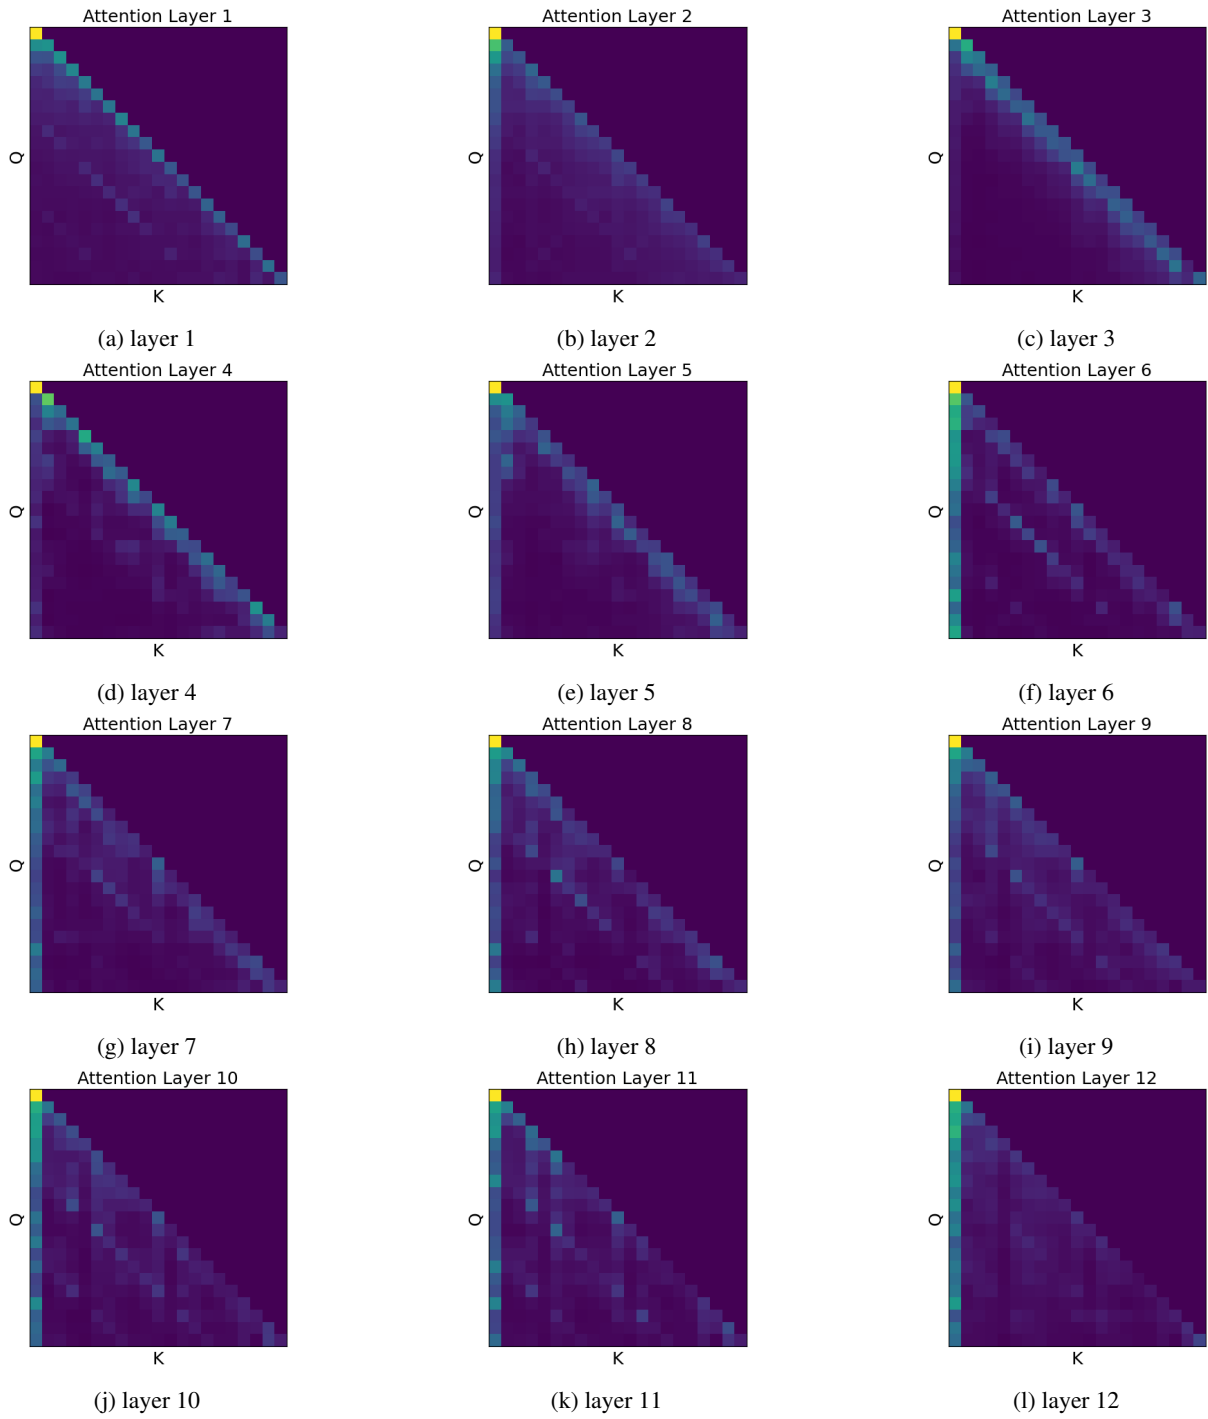 Attention Layer 1
Attention Layer 2
Attention Layer 3
Q
Q
Q
K
K
K
(a) layer 1
(b) layer 2
(c) layer 3
Attention Layer 4
Attention Layer 5
Attention Layer 6
Q
Q
Q
K
K
K
(d) layer 4
(e) layer 5
(f) layer 6
Attention Layer 7
Attention Layer 8
Attention Layer 9
Q
Q
Q
K
K
K
(g) layer 7
(h) layer 8
(i) layer 9
Attention Layer 10
Attention Layer 11
Attention Layer 12
Q
Q
Q
K
K
K
(j) layer 10
(k) layer 11
(l) layer 12